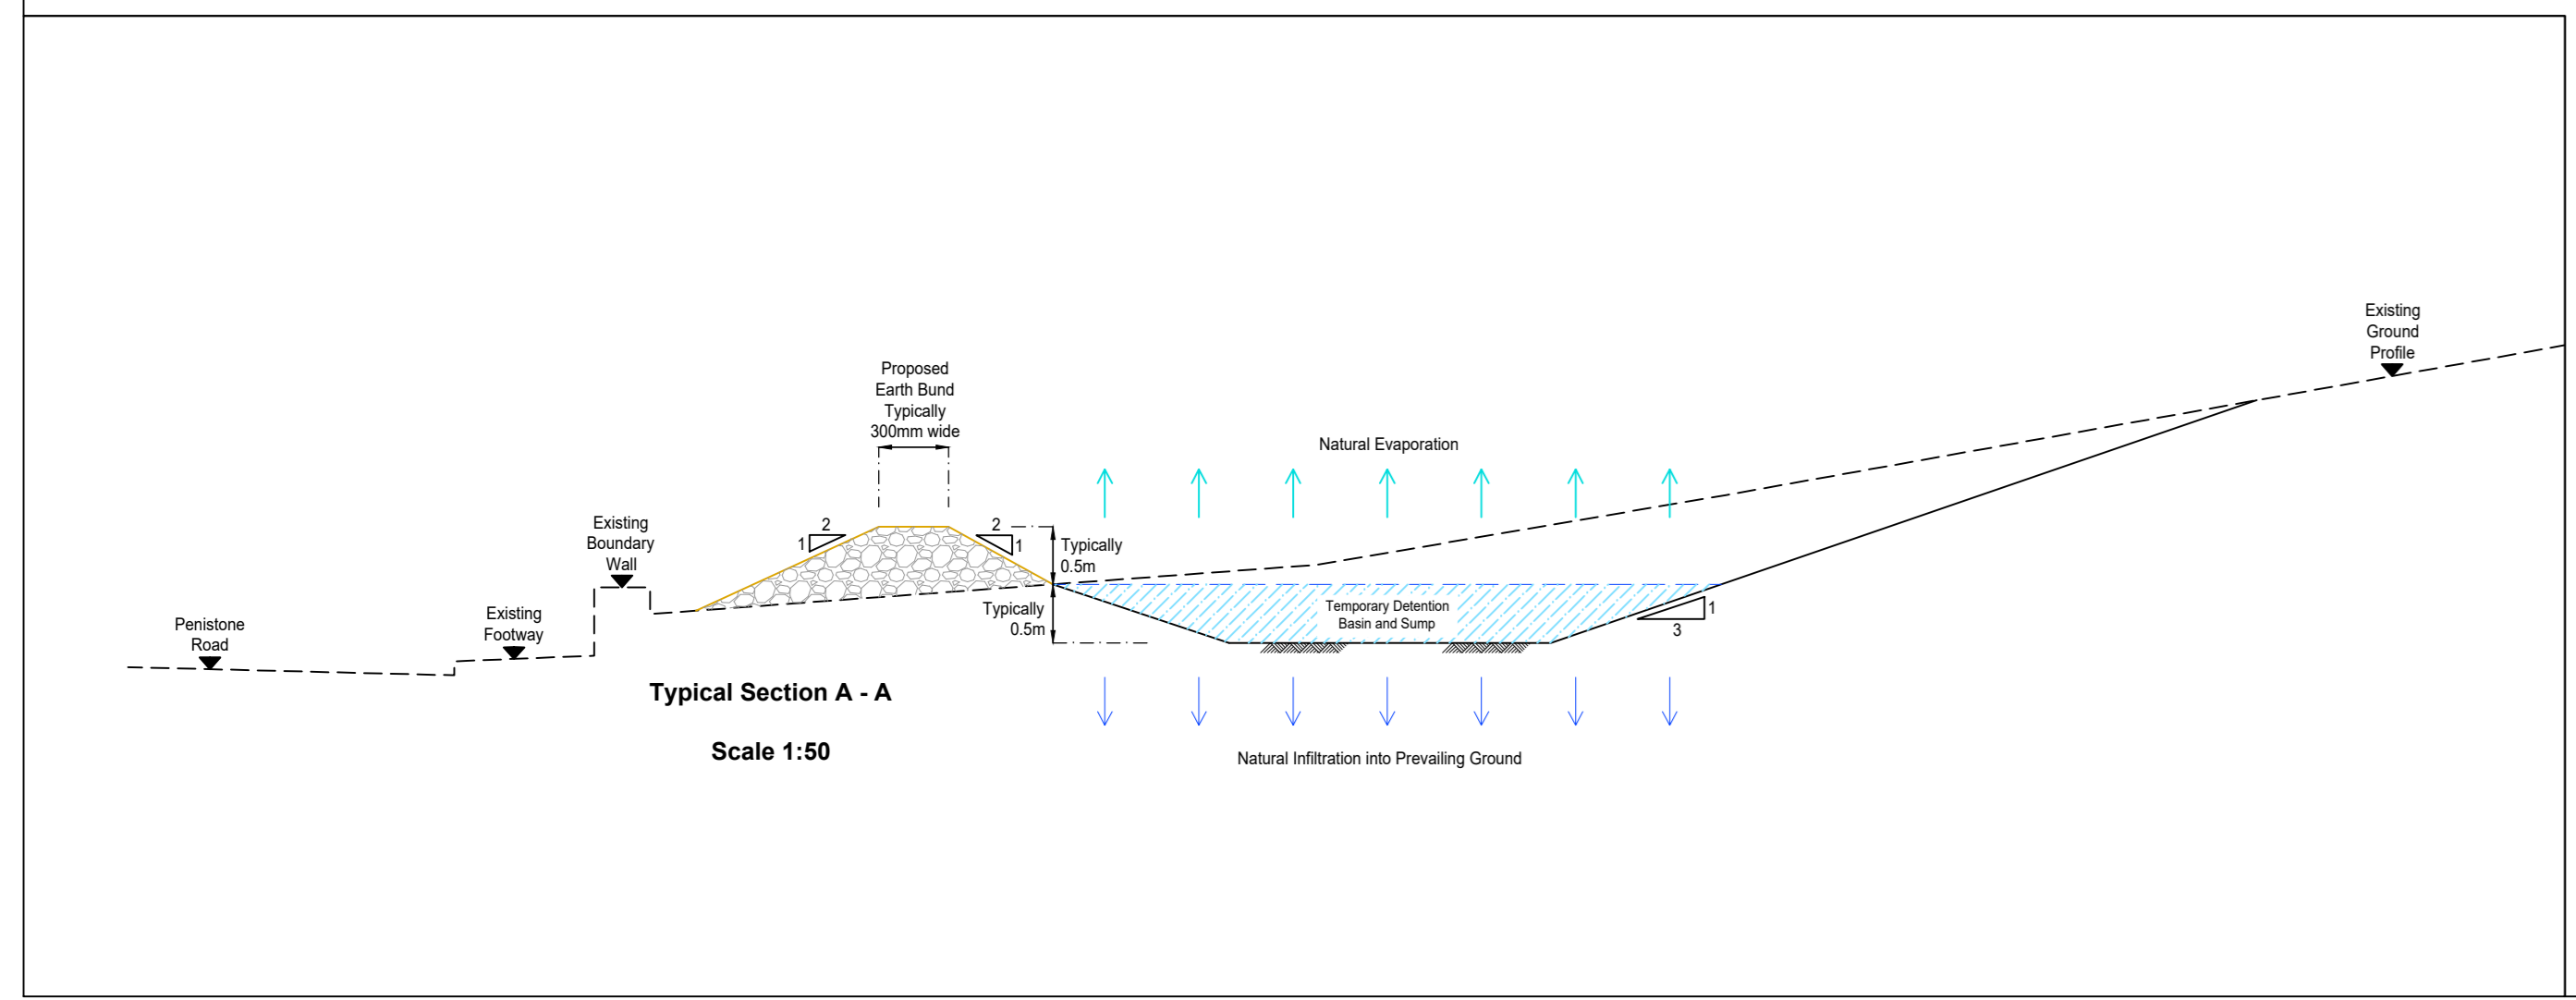 Existing
Ground
Profile
Proposed
Earth Bund
Typically
300mm wide
Natural Evaporation
2
1
2
1
Existing
Boundary
Wall
Typically
0.5m
Typically
0.5m
Temporary Detention
Basin and Sump
1
3
Existing
Footway
Penistone
Road
Typical Section A - A
Scale 1:50
Natural Infiltration into Prevailing Ground